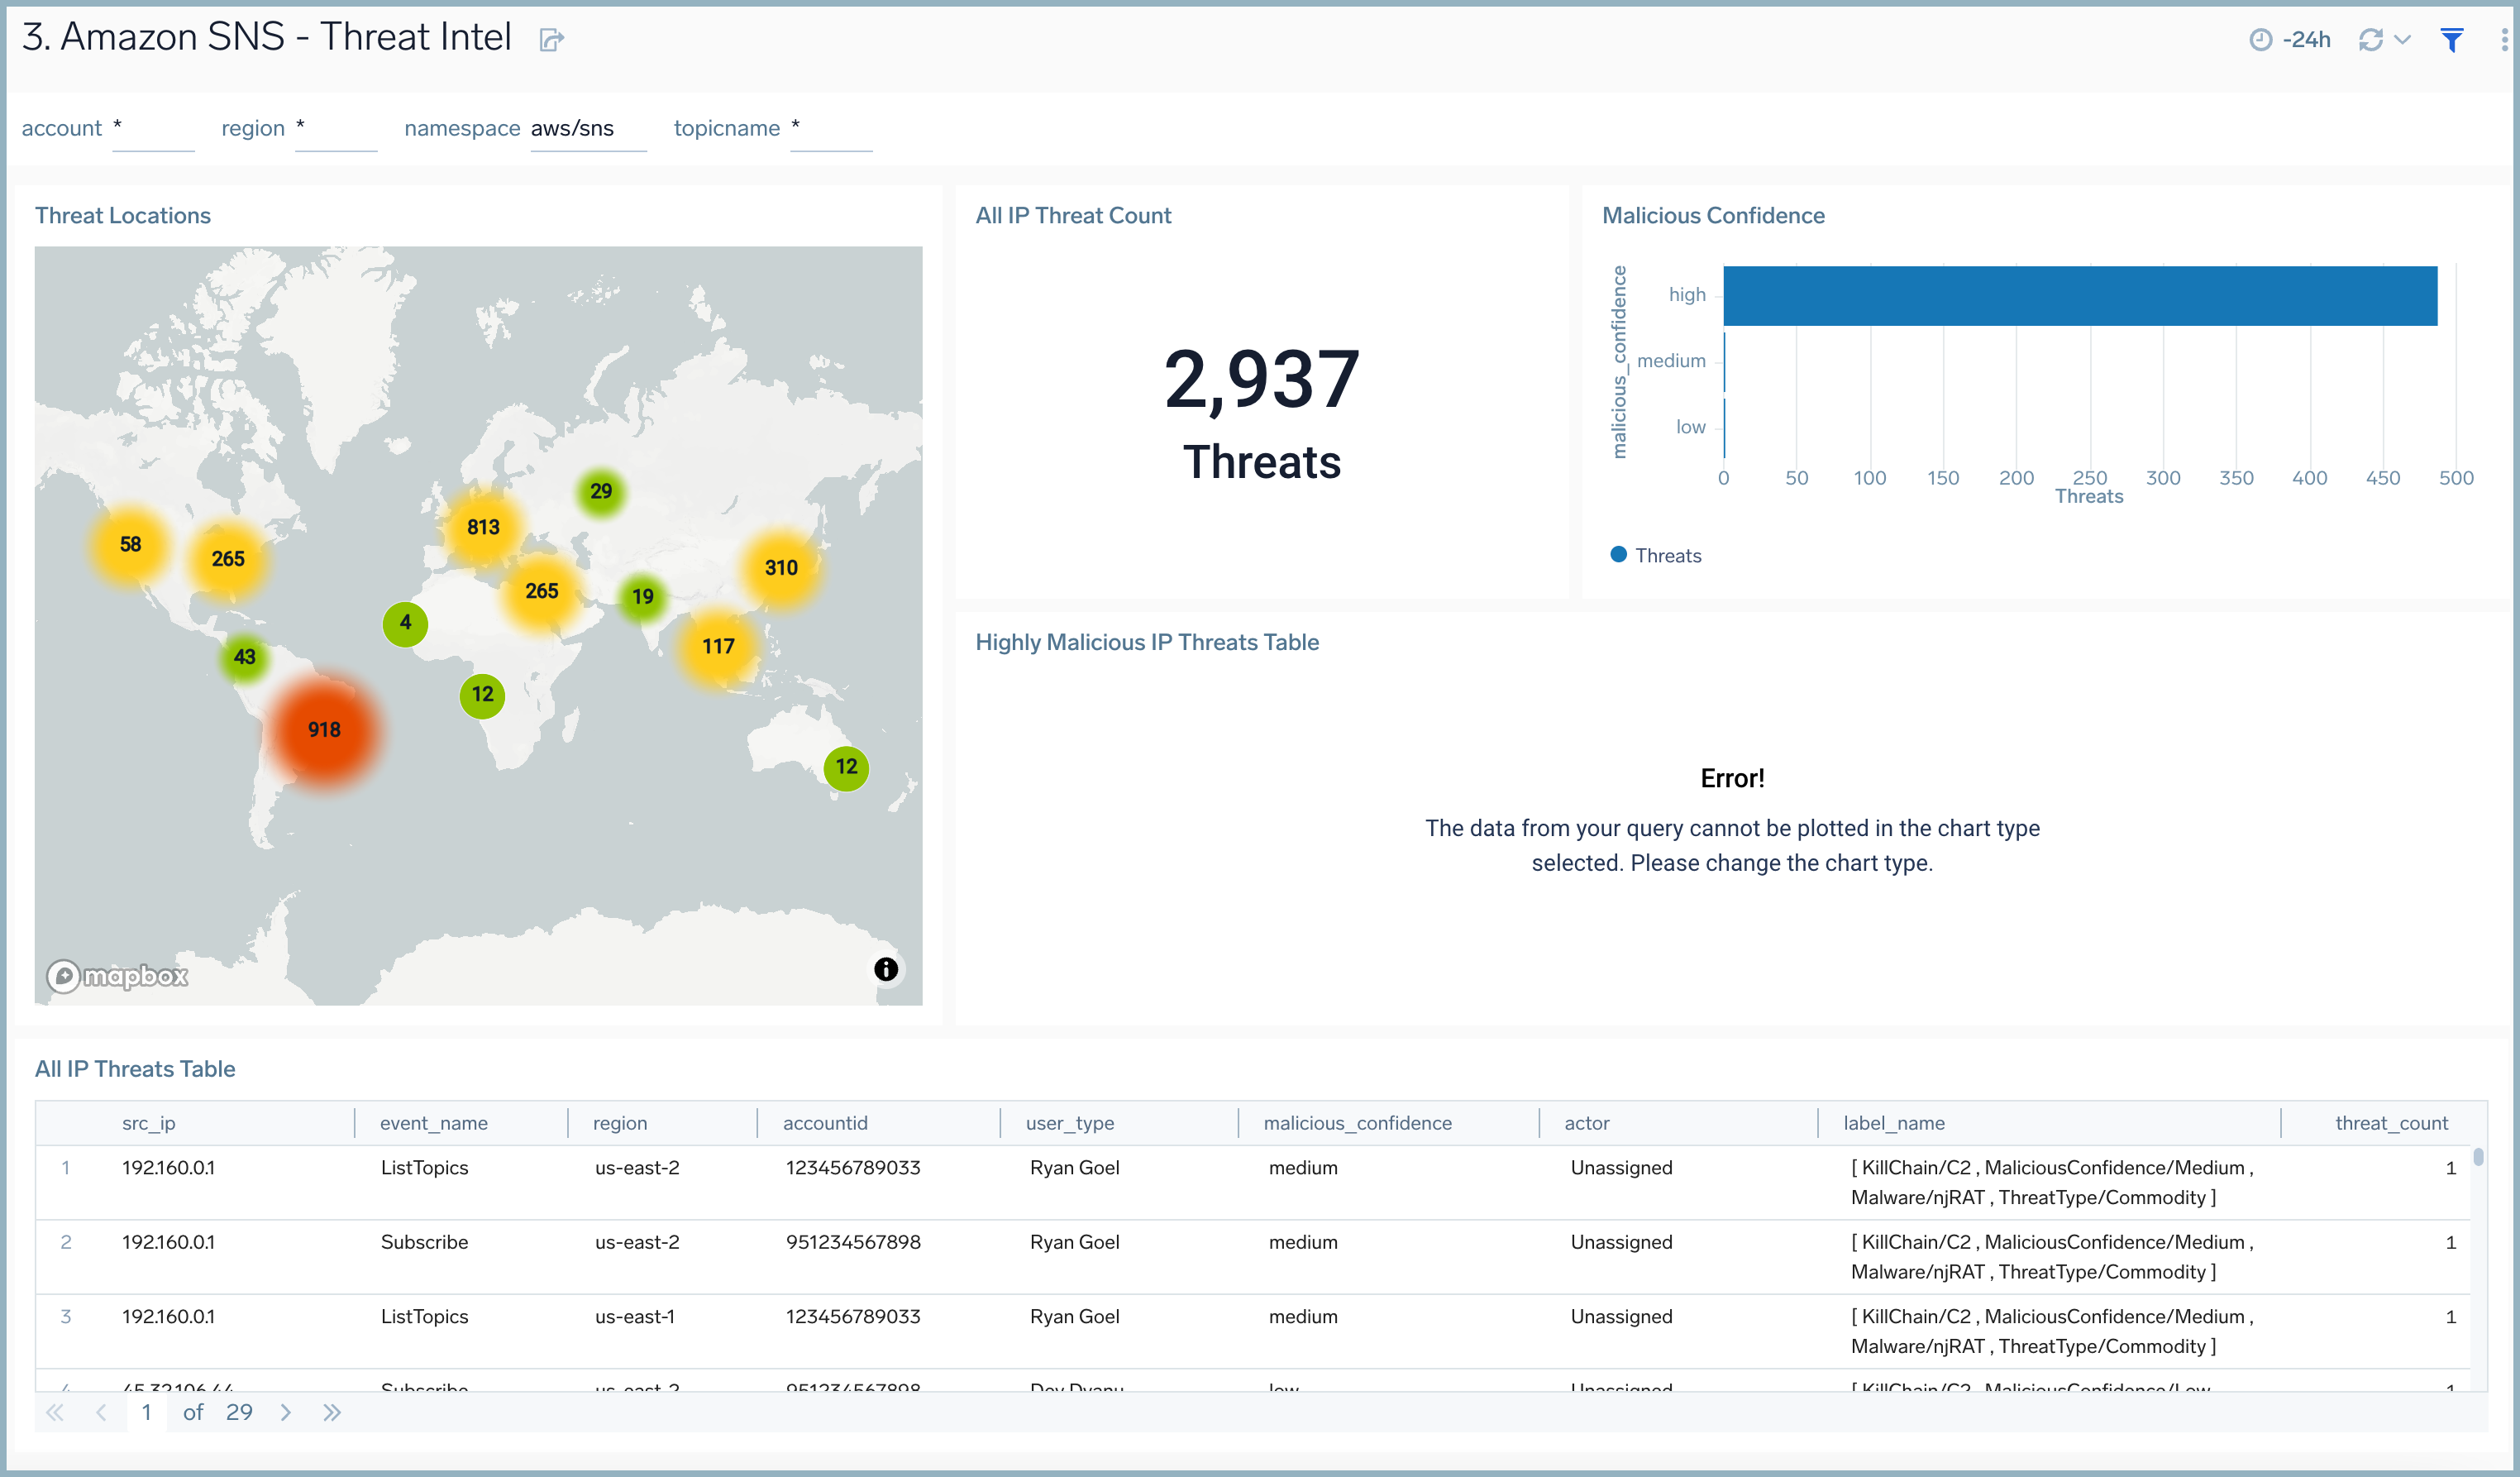 3. Amazon SNS - Threat Intel
-24h
account * region * namespace aws/sns topicname *
Threat Locations
29
813
58
265
310
265
19
4
117
43
12
918
12
mapbox
All IP Threat Count
2,937
Threats
Malicious Confidence
malicious_confidence
high
medium
low
0 50 100 150 200 250 300 350 400 450 500
Threats
Threats
Highly Malicious IP Threats Table
Error!
The data from your query cannot be plotted in the chart type
selected. Please change the chart type.
All IP Threats Table
src_ip event_name region accountid user_type malicious_confidence actor label_name threat_count
1 192.160.0.1 ListTopics us-east-2 123456789033 Ryan Goel medium Unassigned [ KillChain/C2 , MaliciousConfidence/Medium , 1
Malware/njRAT , ThreatType/Commodity ]
2 192.160.0.1 Subscribe us-east-2 951234567898 Ryan Goel medium Unassigned [ KillChain/C2 , MaliciousConfidence/Medium , 1
Malware/njRAT , ThreatType/Commodity ]
3 192.160.0.1 ListTopics us-east-1 123456789033 Ryan Goel medium Unassigned [ KillChain/C2 , MaliciousConfidence/Medium , 1
Malware/njRAT , ThreatType/Commodity ]
4 45.32.106.44 Subscribe us-east-2 951234567898 low Unassigned [ KillChain/C2 , MaliciousConfidence/Low 1
1 of 29